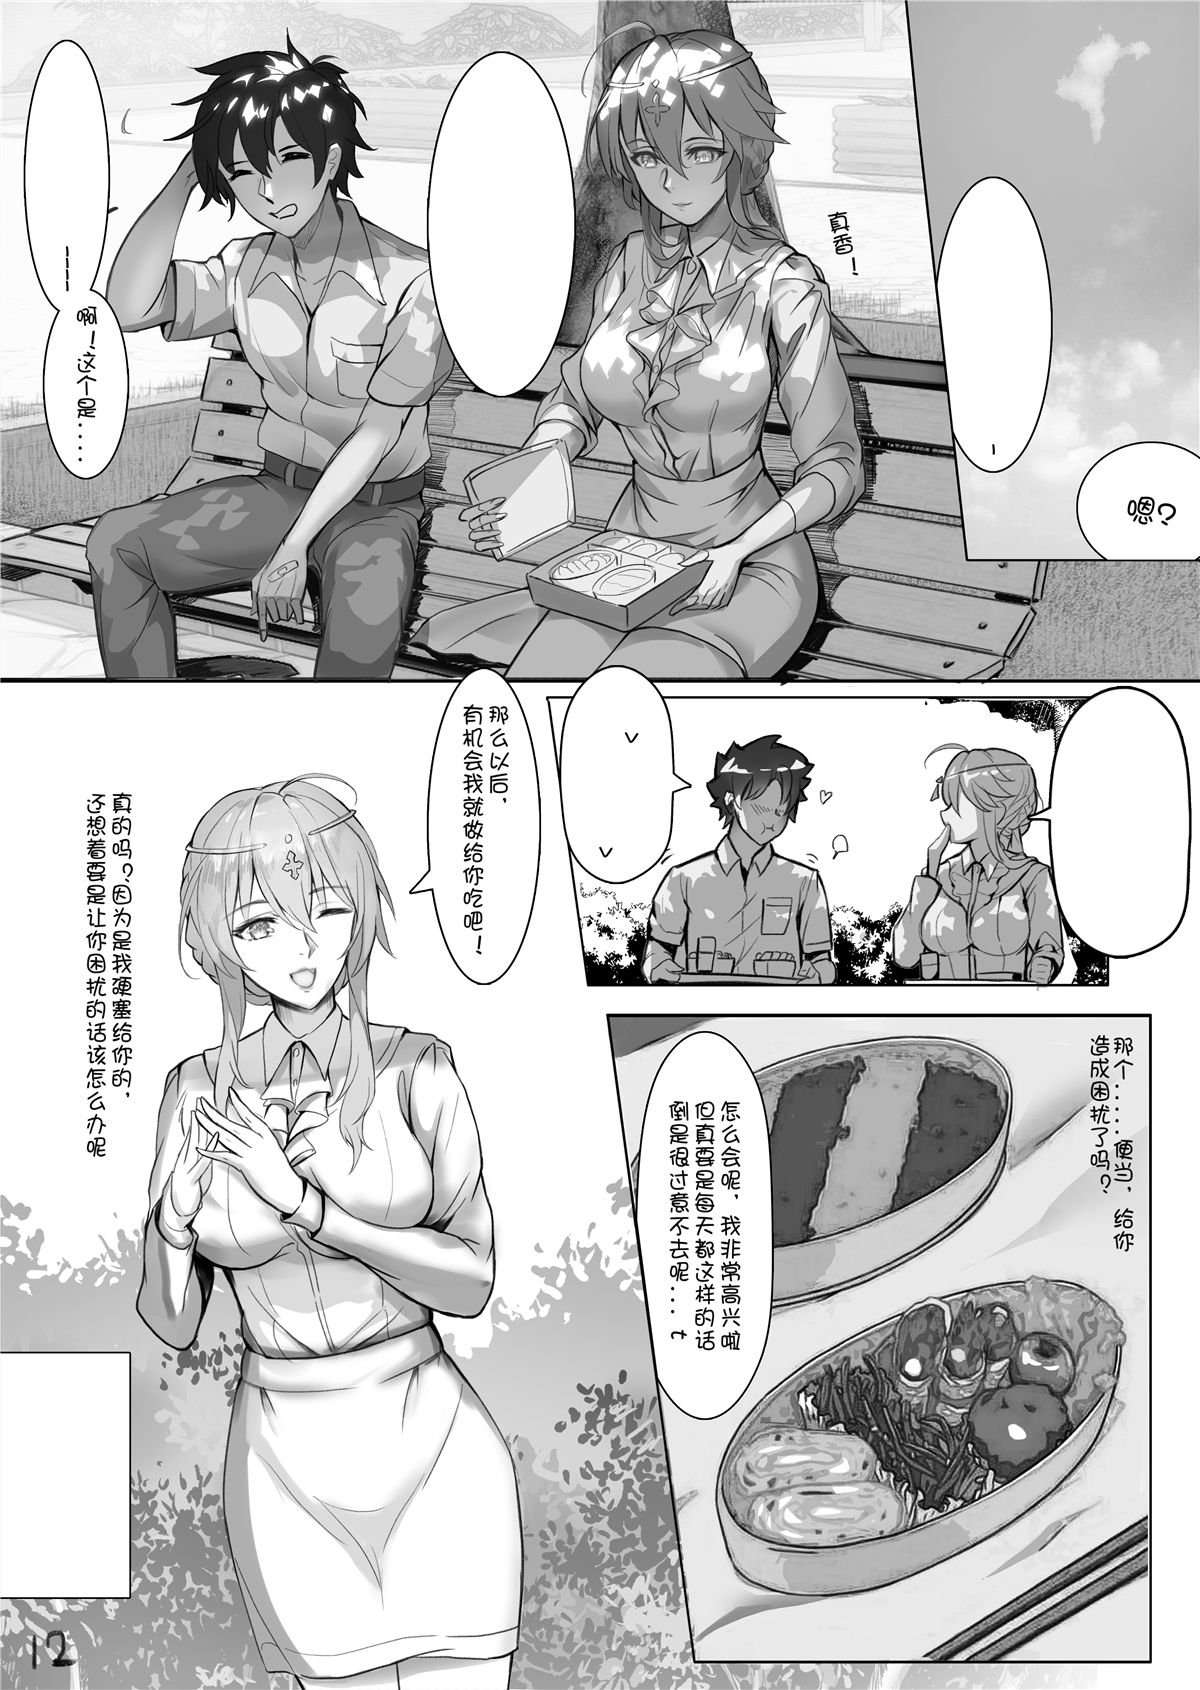 嗯?
真香!
啊!这个是....
那么以后,
有机会我就做给你吃吧!
那个.....便当,给你
造成困扰了吗?
怎么会呢,我非常高兴啦
但真要是每天都这样的话
倒是很过意不去呢...t
真的吗?因为是我硬塞给你的,
还想着要是让你困扰的话该怎么办呢
12